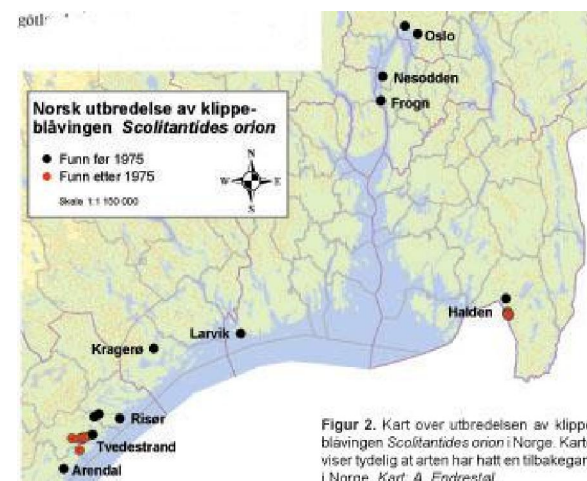 Oslo
Nesodden
Frogn
Norsk utbredelse av klippe-
blåvingen Scolitantides orion
Funn før 1975
Funn etter 1975
N
W E
S
Skala 1:1 150 000
Halden
Larvik
Kragerø
Risør
Tvedestrand
Arendal
Figur 2. Kart over utbredelsen av klippe
blåvingen Scolitantides orion i Norge.
viser tydelig at arten har hatt en
i Norge. Kart: A. Endrestøl